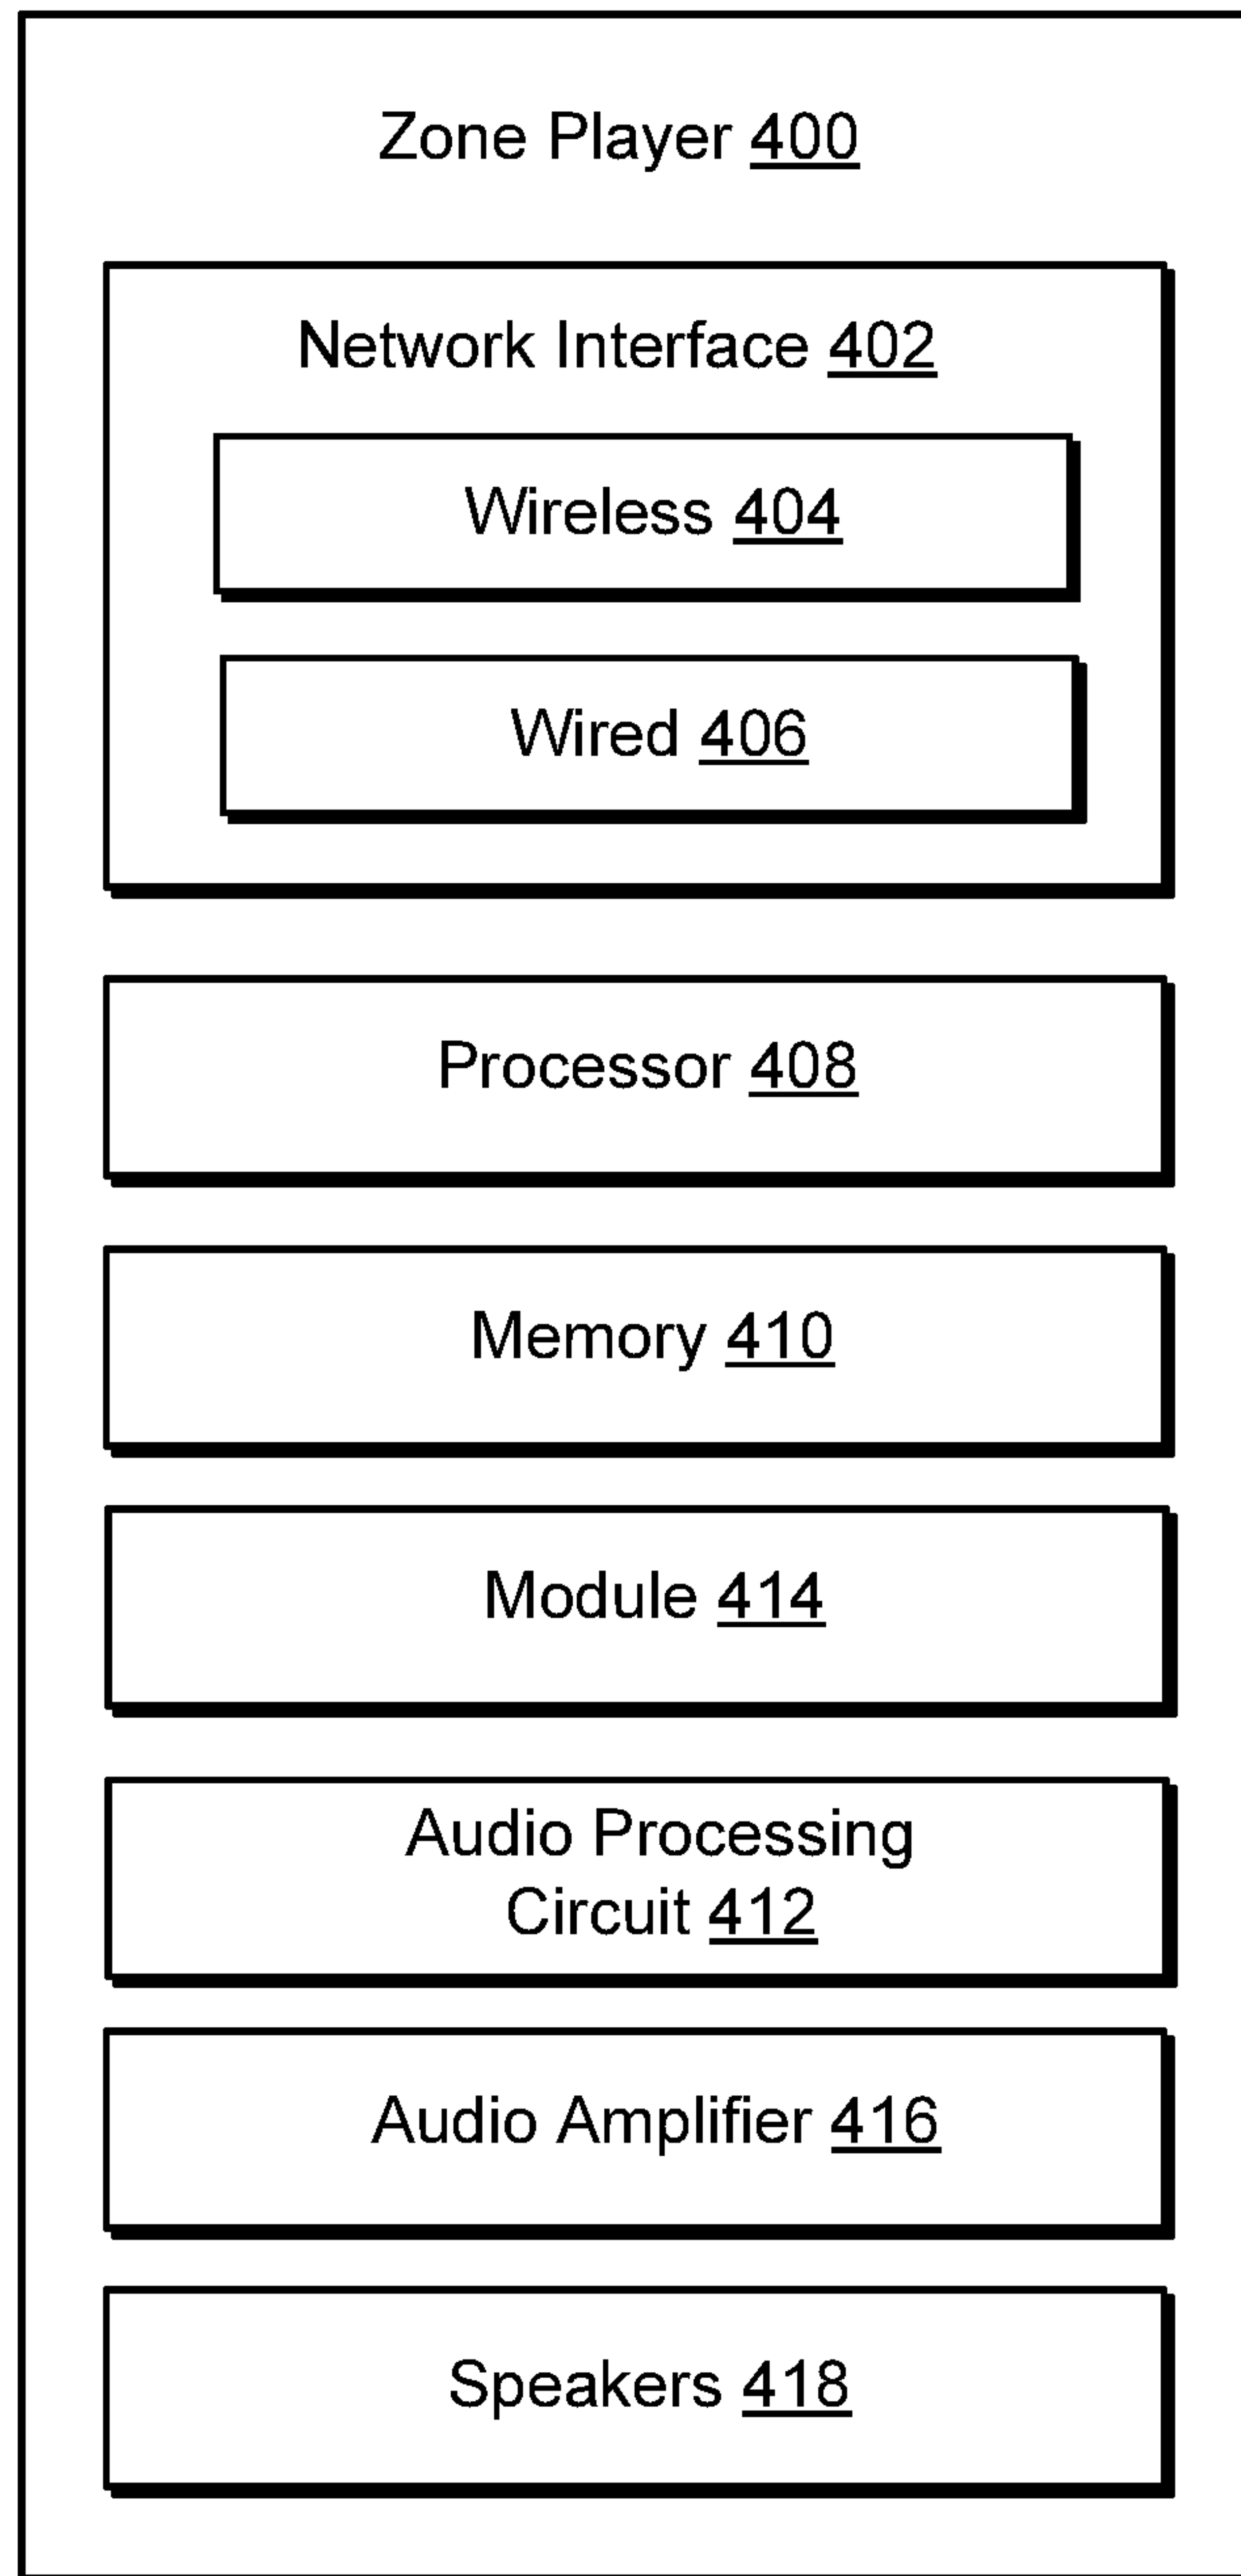 Zone Player 400
Network Interface 402
Wireless 404
Wired 406
Processor 408
Memory 410
Module 414
Audio Processing
Circuit 412
Audio Amplifier 416
Speakers 418